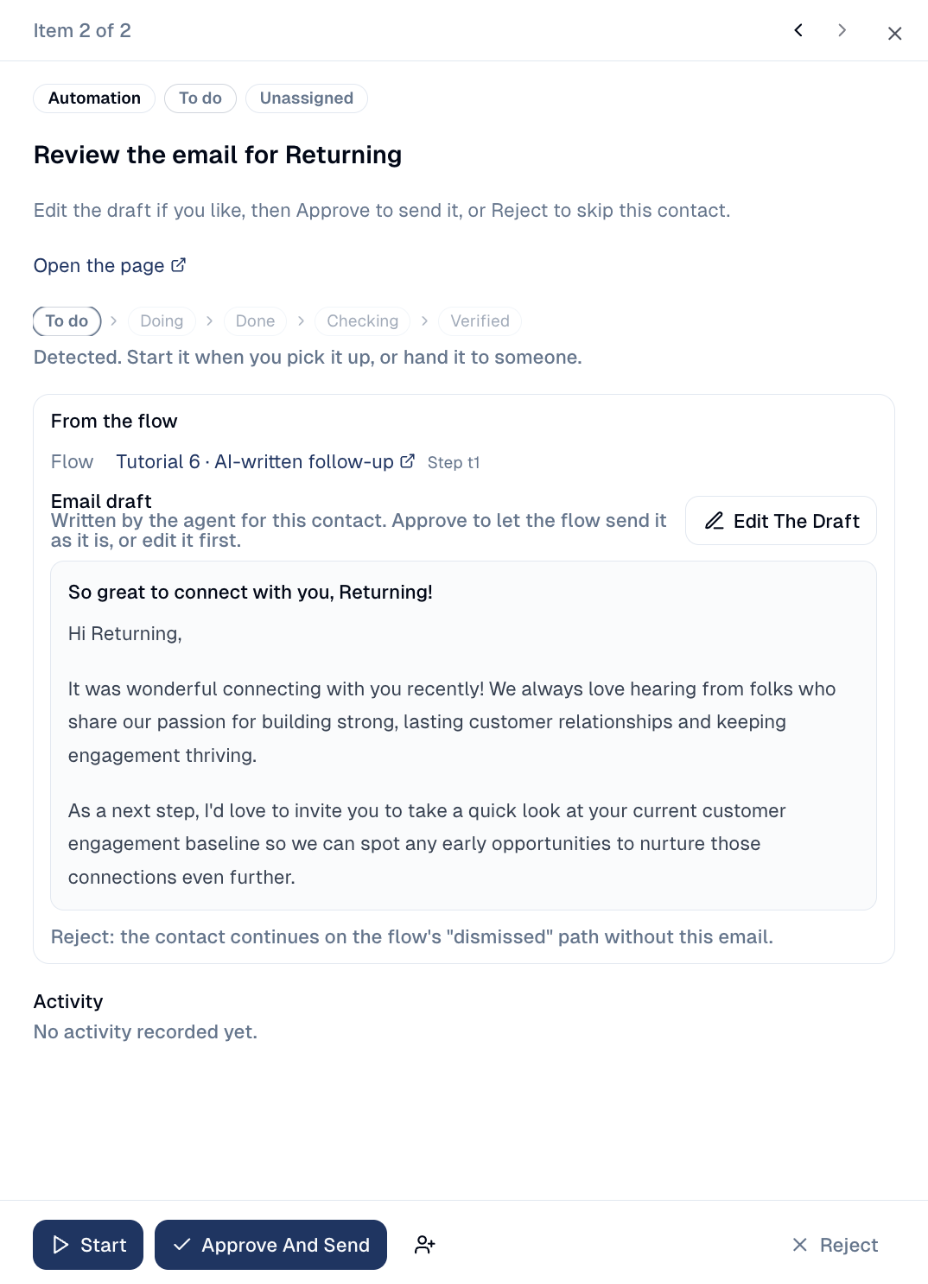 Item 2 of 2
Automation To do Unassigned
Review the email for Returning
Edit the draft if you like, then Approve to send it, or Reject to skip this contact.
Open the page
To do Doing Done Checking Verified
Detected. Start it when you pick it up, or hand it to someone.
From the flow
Flow Tutorial 6 · AI-written follow-up Step t1
Email draft
Written by the agent for this contact. Approve to let the flow send it
as it is, or edit it first.
Edit The Draft
So great to connect with you, Returning!
Hi Returning,
It was wonderful connecting with you recently! We always love hearing from folks who
share our passion for building strong, lasting customer relationships and keeping
engagement thriving.
As a next step, I'd love to invite you to take a quick look at your current customer
engagement baseline so we can spot any early opportunities to nurture those
connections even further.
Reject: the contact continues on the flow's "dismissed" path without this email.
Activity
No activity recorded yet.
Start Approve And Send Reject